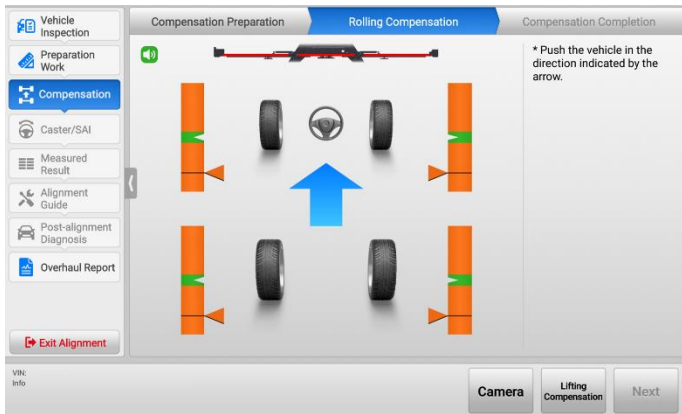 Vehicle
Inspection
Preparation
Work
Compensation
Caster/SAI
Measured
Result
Alignment
Guide
Post-alignment
Diagnosis
Overhaul Report
Exit Alignment
Compensation Preparation
Rolling Compensation
Compensation Completion
* Push the vehicle in the
direction indicated by the
arrow.
VIN:
Info
Camera
Lifting
Compensation
Next